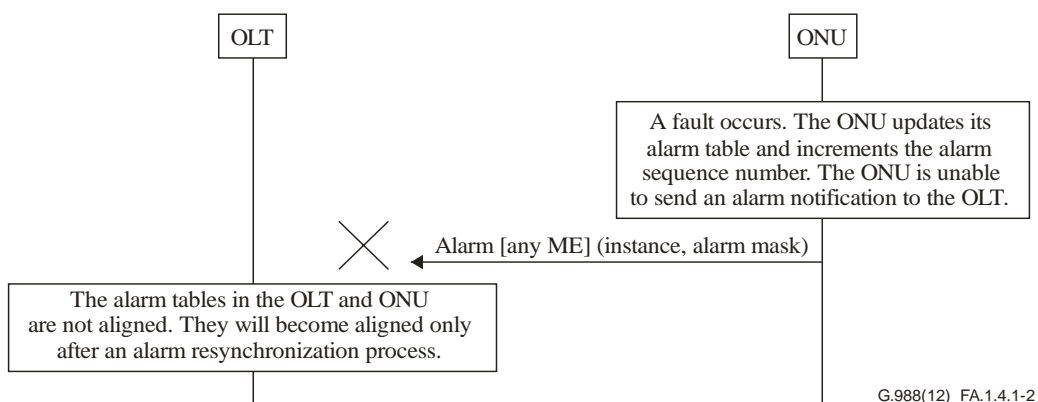 OLT
ONU
A fault occurs. The ONU updates its
alarm table and increments the alarm
sequence number. The ONU is unable
to send an alarm notification to the OLT.
Alarm [any ME] (instance, alarm mask)
The alarm tables in the OLT and ONU
are not aligned. They will become aligned only
after an alarm resynchronization process.
G.988(12)_FA.1.4.1-2